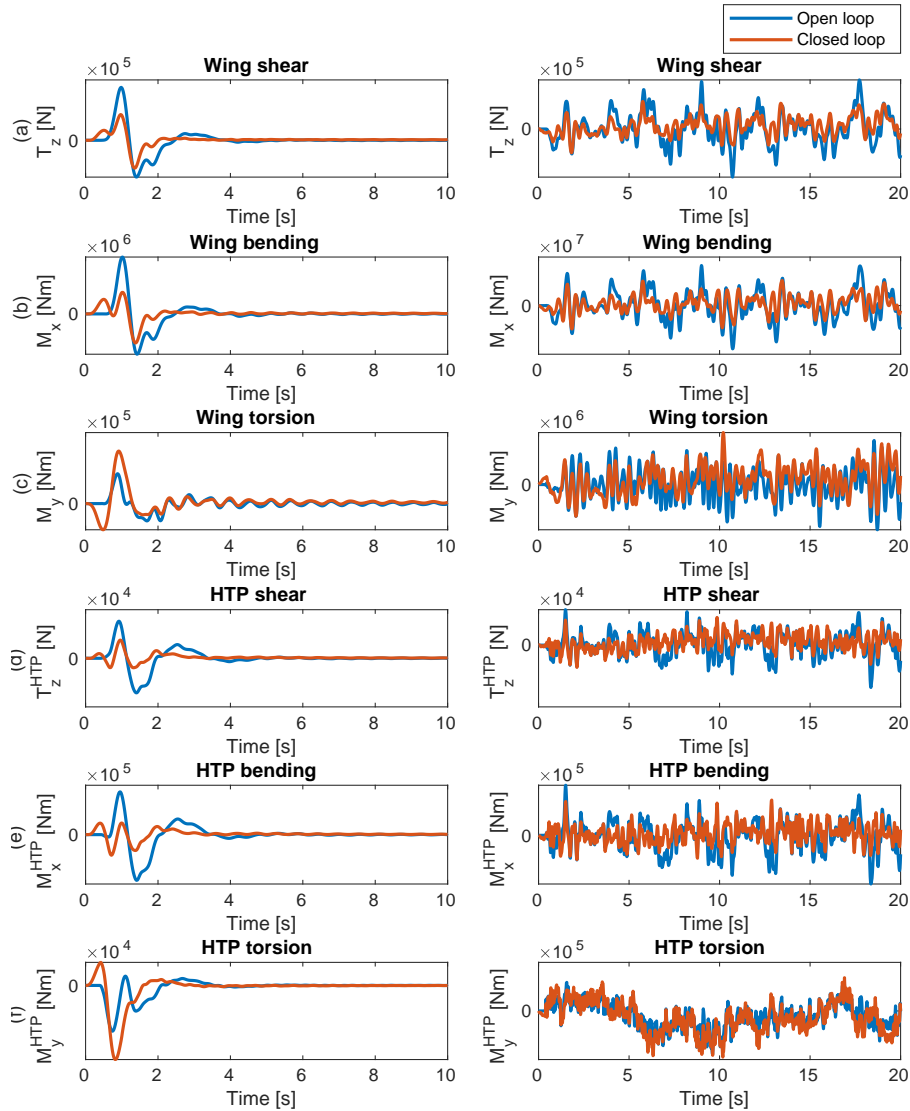 Open loop
Closed loop
×10^5 Wing shear
(a) T_z [N]
0
0 2 4 6 8 10
Time [s]
×10^5 Wing shear
T_z [N]
0
0 5 10 15 20
Time [s]
×10^6 Wing bending
(b) M_x [Nm]
0
0 2 4 6 8 10
Time [s]
×10^7 Wing bending
M_x [Nm]
0
0 5 10 15 20
Time [s]
×10^5 Wing torsion
(c) M_y [Nm]
0
0 2 4 6 8 10
Time [s]
×10^6 Wing torsion
M_y [Nm]
0
0 5 10 15 20
Time [s]
×10^4 HTP shear
(d) T_z^HTP [N]
0
0 2 4 6 8 10
Time [s]
×10^4 HTP shear
T_z^HTP [N]
0
0 5 10 15 20
Time [s]
×10^5 HTP bending
(e) M_x^HTP [Nm]
0
0 2 4 6 8 10
Time [s]
×10^5 HTP bending
M_x^HTP [Nm]
0
0 5 10 15 20
Time [s]
×10^4 HTP torsion
(f) M_y^HTP [Nm]
0
0 2 4 6 8 10
Time [s]
×10^5 HTP torsion
M_y^HTP [Nm]
0
0 5 10 15 20
Time [s]